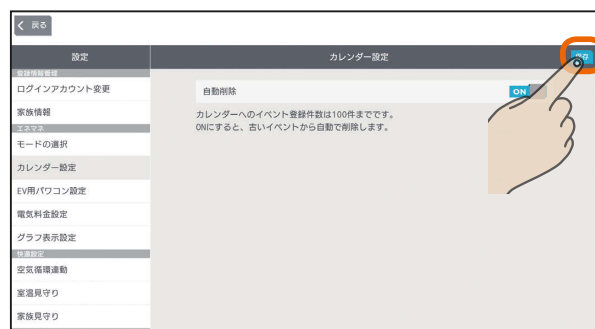 戻る
設定
カレンダー設定
保存
登録情報管理
ログインアカウント変更
家族情報
エネマネ
モードの選択
カレンダー設定
EV用パワコン設定
電気料金設定
グラフ表示設定
快適設定
空気循環連動
室温見守り
家族見守り
自動削除
ON
カレンダーへのイベント登録件数は100件までです。
ONにすると、古いイベントから自動で削除します。